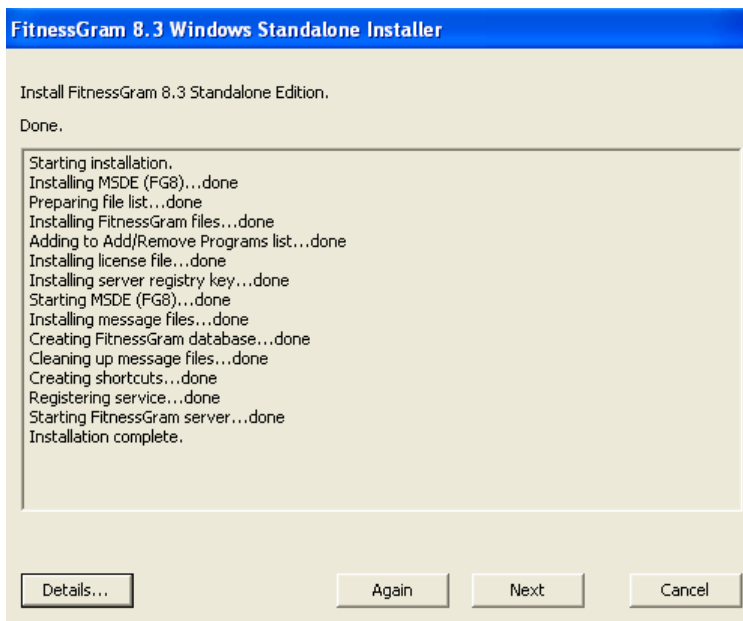 FitnessGram 8.3 Windows Standalone Installer
Install FitnessGram 8.3 Standalone Edition.
Done.
Starting installation.
Installing MSDE (FG8)...done
Preparing file list...done
Installing FitnessGram files...done
Adding to Add/Remove Programs list...done
Installing license file...done
Installing server registry key...done
Starting MSDE (FG8)...done
Installing message files...done
Creating FitnessGram database...done
Cleaning up message files...done
Creating shortcuts...done
Registering service...done
Starting FitnessGram server...done
Installation complete.
Details... Again Next Cancel